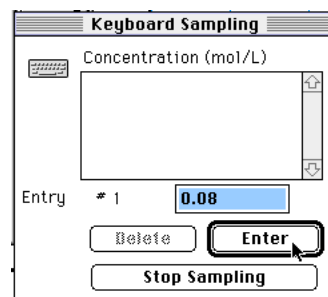 Keyboard Sampling
Concentration (mol/L)
Entry # 1 0.08
Delete Enter
Stop Sampling